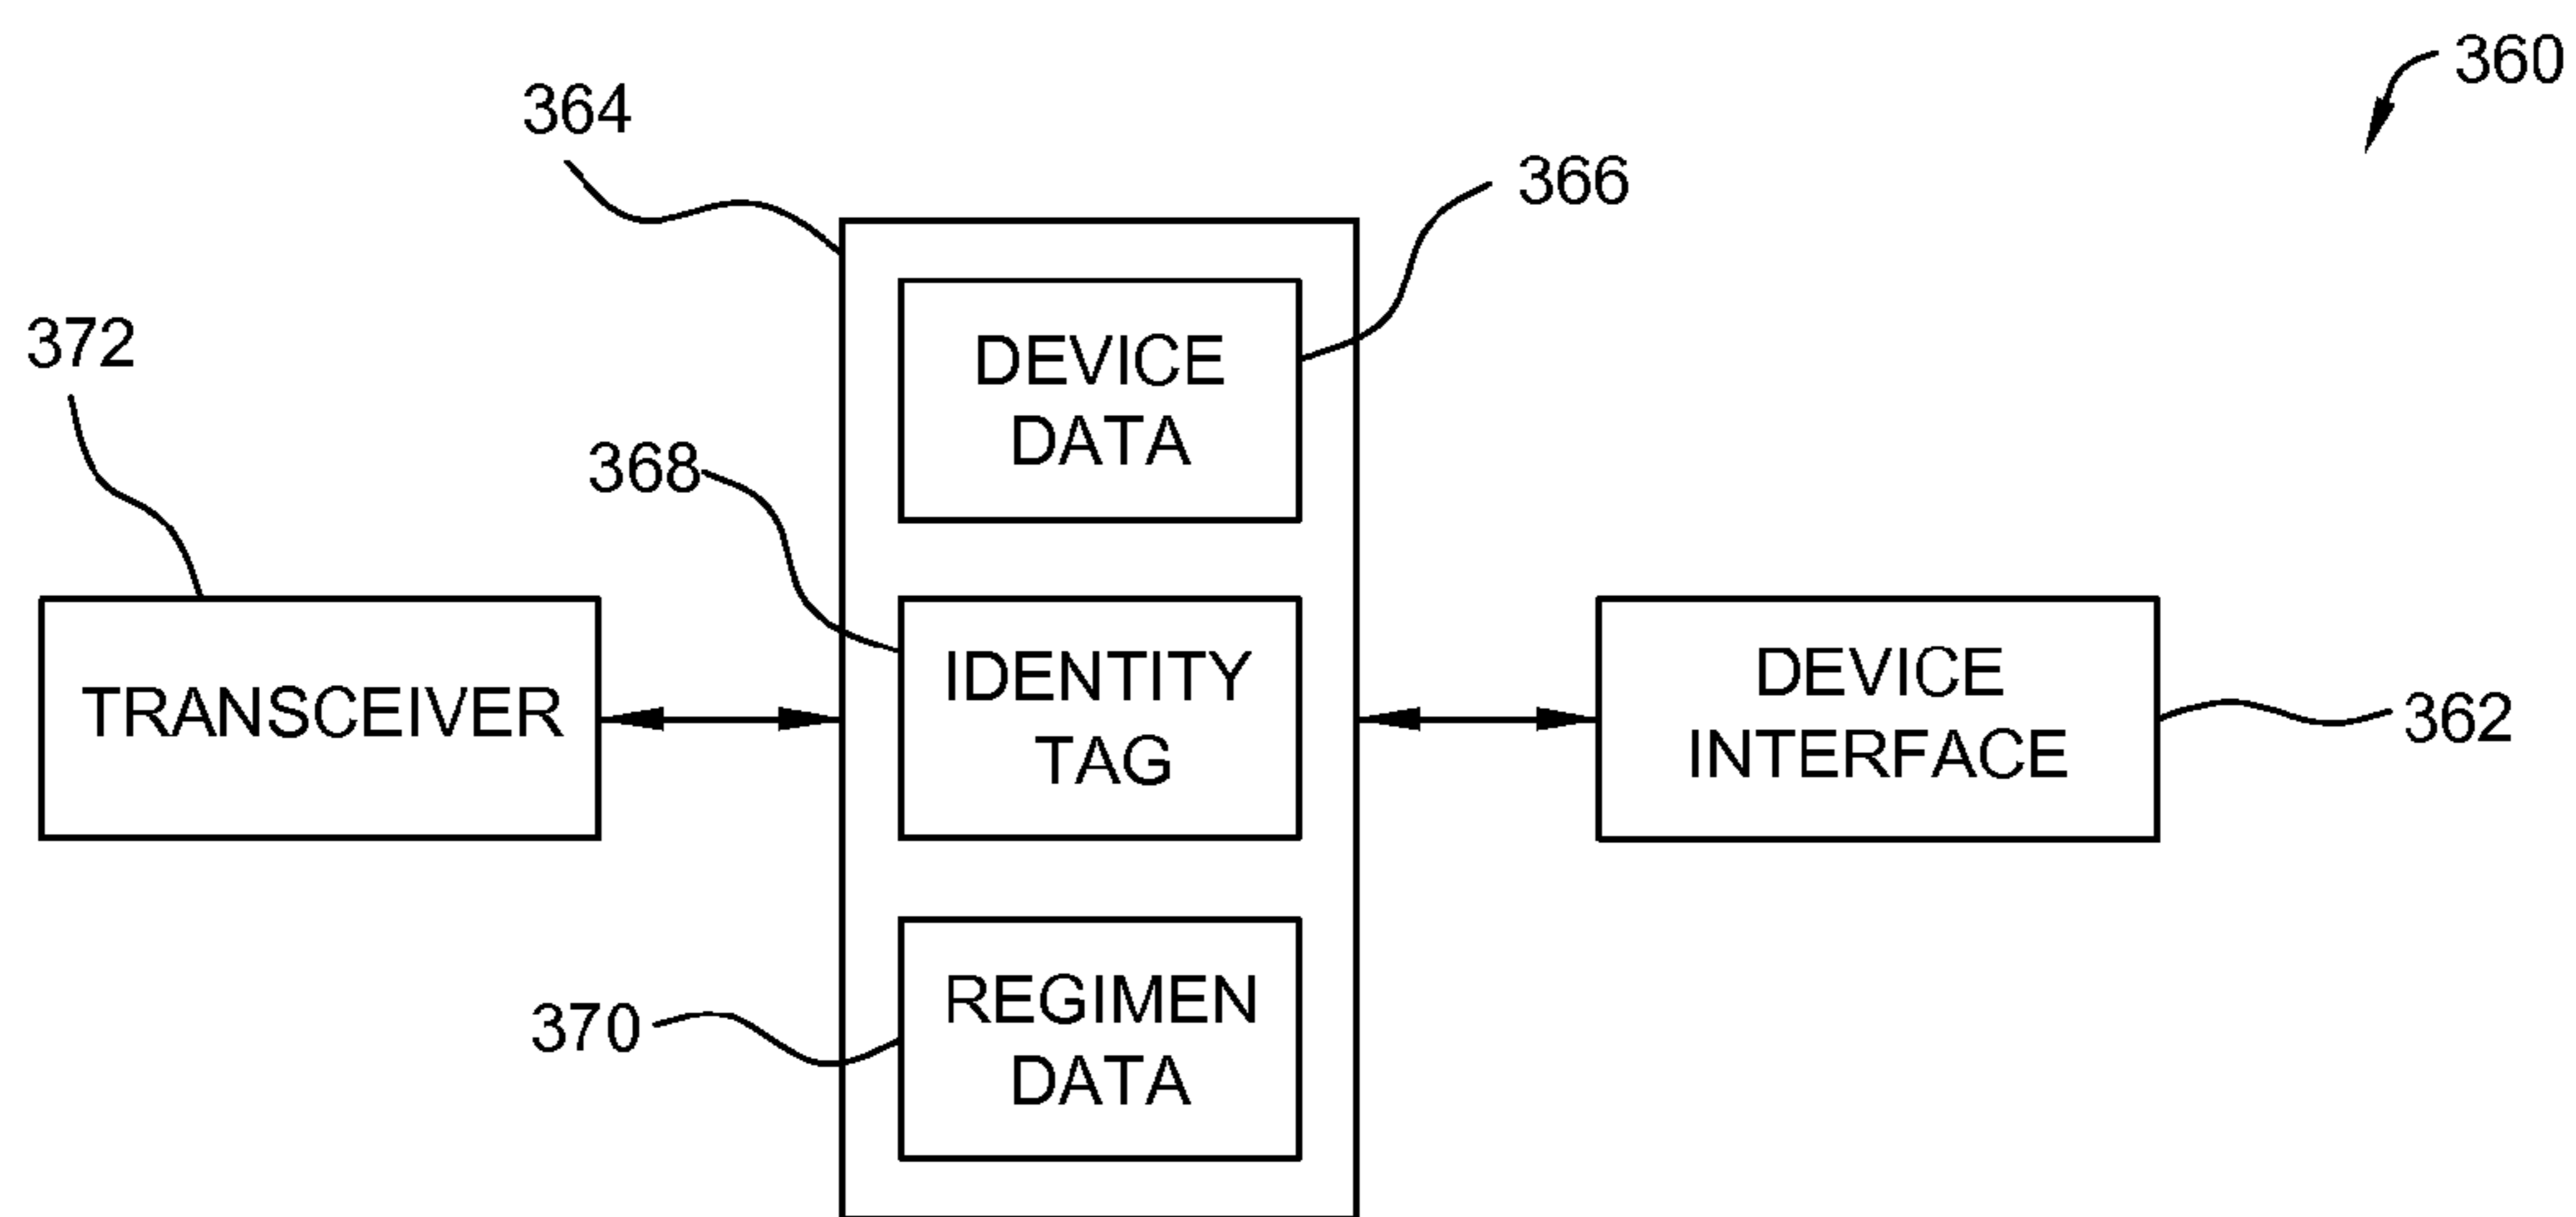 360
364
366
372
DEVICE
DATA
368
TRANSCEIVER
IDENTITY
TAG
DEVICE
INTERFACE
362
370
REGIMEN
DATA